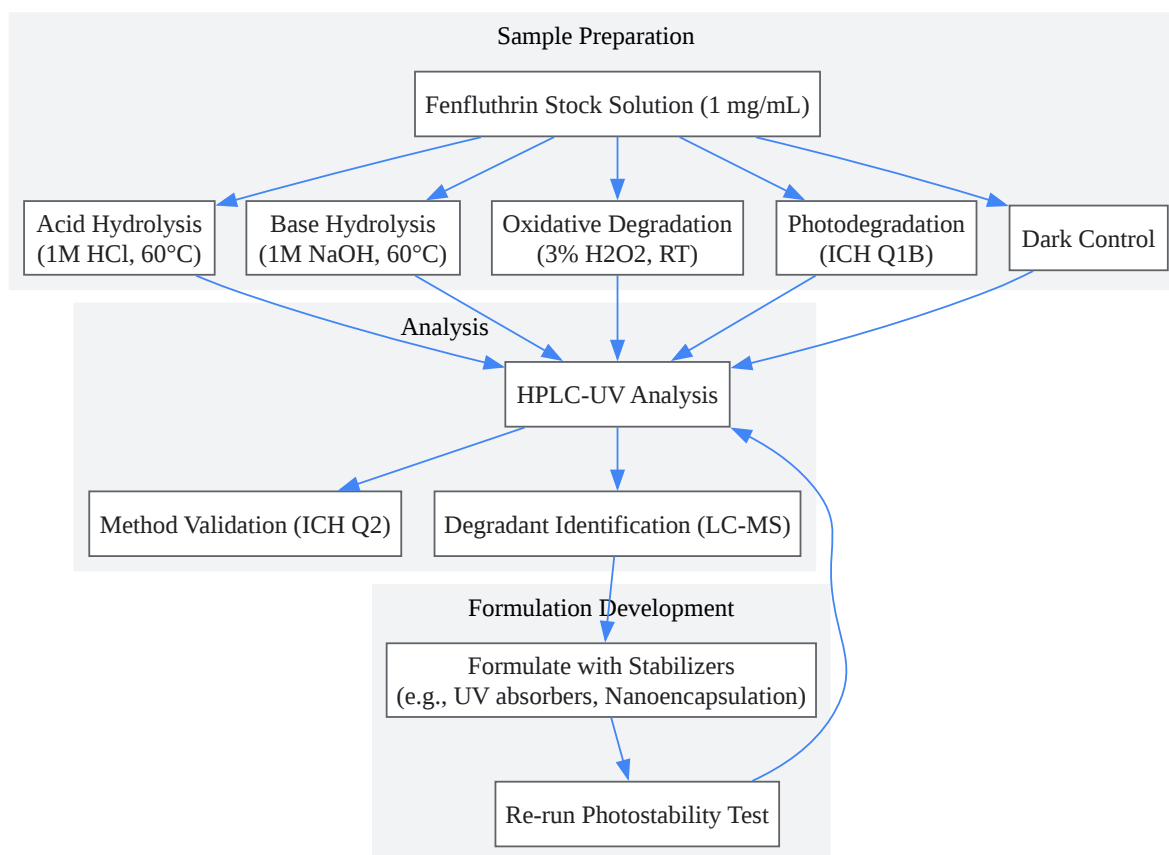 Sample Preparation
Fenfluthrin Stock Solution (1 mg/mL)
Acid Hydrolysis
(1M HCl, 60°C)
Base Hydrolysis
(1M NaOH, 60°C)
Oxidative Degradation
(3% H2O2, RT)
Photodegradation
(ICH Q1B)
Dark Control
Analysis
HPLC-UV Analysis
Method Validation (ICH Q2)
Degradant Identification (LC-MS)
Formulation Development
Formulate with Stabilizers
(e.g., UV absorbers, Nanoencapsulation)
Re-run Photostability Test